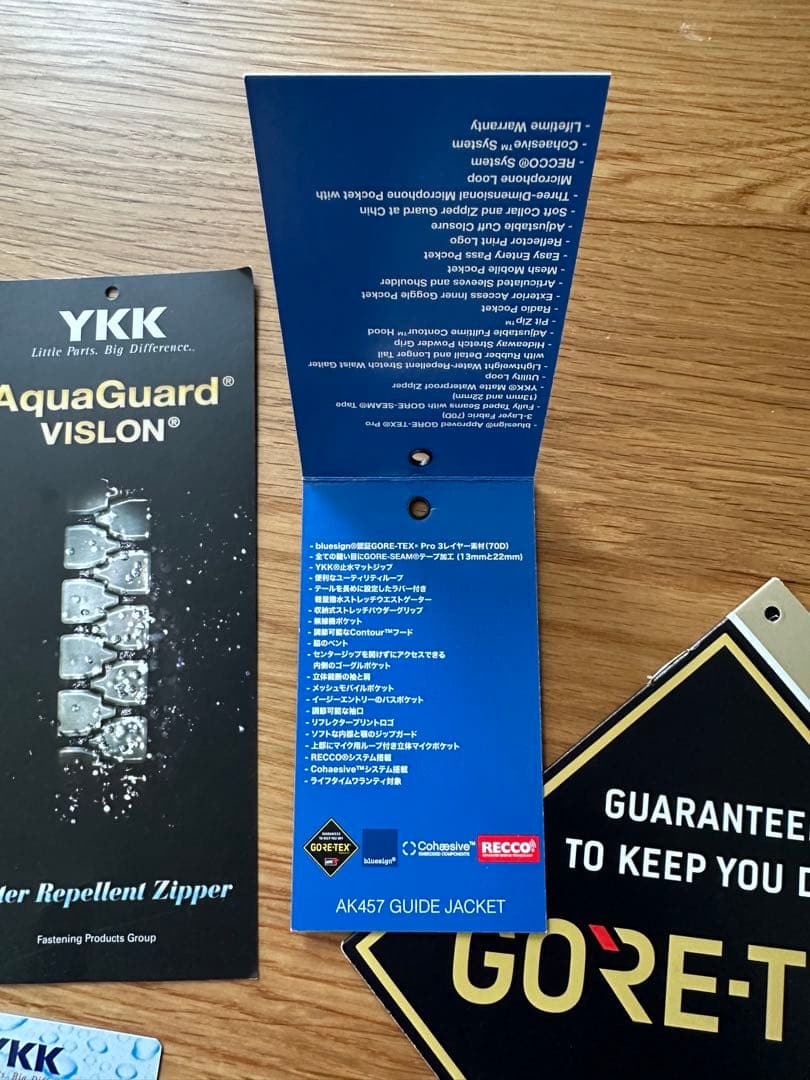 - bluesign® Approved GORE-TEX® Pro
3-Layer Fabric (70D)
- Fully Taped Seams with GORE-SEAM® Tape
(13mm and 22mm)
- YKK® Matte Waterproof Zipper
- Utility Loop
- Lightweight Water-Repellent Stretch Waist Gaiter
with Rubber Detail and Longer Tail
- Hideaway Stretch Powder Grip
- Adjustable Fulltime Contour™ Hood
- Pit Zip™
- Radio Pocket
- Exterior Access Inner Goggle Pocket
- Articulated Sleeves and Shoulder
- Mesh Mobile Pocket
- Easy Entery Pass Pocket
- Reflector Print Logo
- Adjustable Cuff Closure
- Soft Collar and Zipper Guard at Chin
- Three-Dimensional Microphone Pocket with
Microphone Loop
- RECCO® System
- Cohaesive™ System
- Lifetime Warranty
YKK
Little Parts. Big Difference.
AquaGuard®
VISLON®
ter Repellent Zipper
Fastening Products Group
YKK
- bluesign®認証GORE-TEX® Pro 3レイヤー素材(70D)
- 全ての縫い目にGORE-SEAM®テープ加工 (13mmと22mm)
- YKK®止水マットジップ
- 便利なユーティリティループ
- テールを長めに設定したラバー付き
軽量撥水ストレッチウエストゲーター
- 収納式ストレッチパウダーグリップ
- 無線機ポケット
- 調節可能なContour™フード
- 脇のベント
- センタージップを開けずにアクセスできる
内側のゴーグルポケット
- 立体裁断の袖と肩
- メッシュモバイルポケット
- イージーエントリーのパスポケット
- 調節可能な袖口
- リフレクタープリントロゴ
- ソフトな内襟と顎のジップガード
- 上部にマイク用ループ付き立体マイクポケット
- RECCO®システム搭載
- Cohaesive™システム搭載
- ライフタイムワランティ対象
GUARANTEED
TO KEEP YOU DRY
GORE-TEX
bluesign®
Cohæsive™
EMBEDDED COMPONENTS
RECCO®
AK457 GUIDE JACKET
GUARANTEE
TO KEEP YOU D
GORE-T